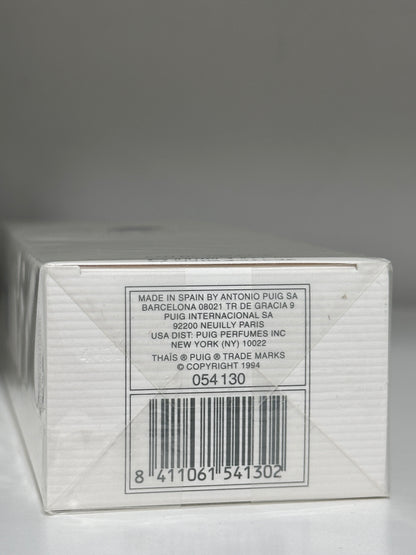 MADE IN SPAIN BY ANTONIO PUIG SA
BARCELONA 08021 TR DE GRACIA 9
PUIG INTERNACIONAL SA
92200 NEUILLY PARIS
USA DIST: PUIG PERFUMES INC
NEW YORK (NY) 10022
THAÏS ® PUIG ® TRADE MARKS
© COPYRIGHT 1994
054130
8 411061 541302